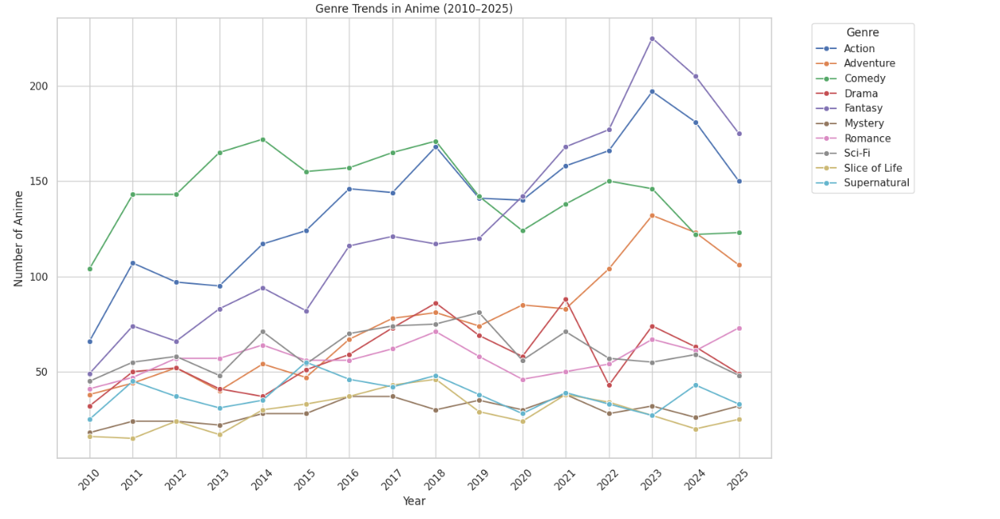 Genre Trends in Anime (2010–2025)
Number of Anime
200
150
100
50
2010
2011
2012
2013
2014
2015
2016
2017
2018
2019
2020
2021
2022
2023
2024
2025
Year
Genre
Action
Adventure
Comedy
Drama
Fantasy
Mystery
Romance
Sci-Fi
Slice of Life
Supernatural